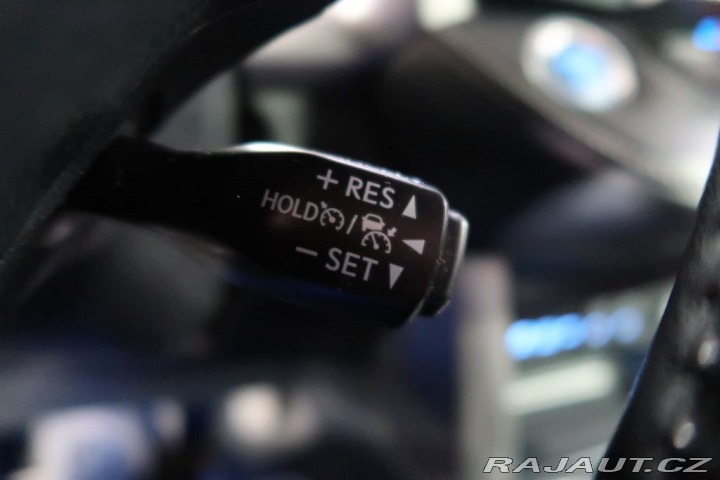 + RES
HOLD /
− SET
RAJAUT.CZ